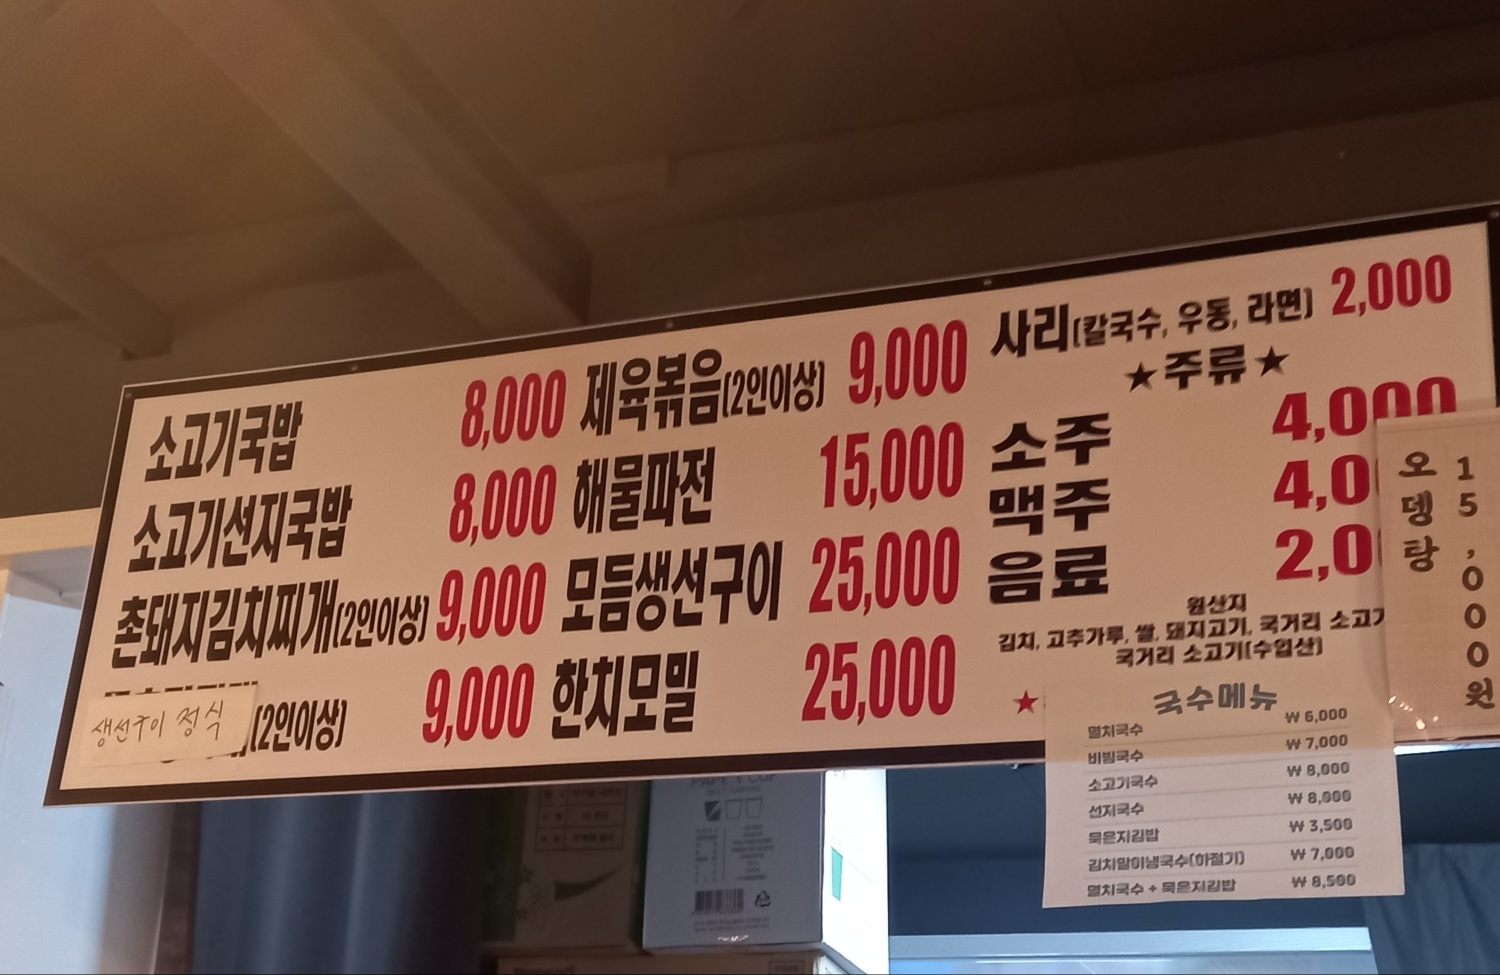 소고기국밥 8,000
소고기선지국밥 8,000
촌돼지김치찌개(2인이상) 9,000
생선구이 정식 (2인이상) 9,000
제육볶음(2인이상) 9,000
해물파전 15,000
모듬생선구이 25,000
한치모밀 25,000
사리(칼국수, 우동, 라면) 2,000
★주류★
소주 4,000
맥주 4,0
음료 2,0
원산지
김치, 고추가루, 쌀, 돼지고기, 국거리 소고기
국거리 소고기(수입산)
★
오뎅탕
15,000원
국수메뉴
멸치국수 ₩ 6,000
비빔국수 ₩ 7,000
소고기국수 ₩ 8,000
선지국수 ₩ 8,000
묵은지김밥 ₩ 3,500
김치말이냉국수(하절기) ₩ 7,000
멸치국수 + 묵은지김밥 ₩ 8,500
PAPER CUP